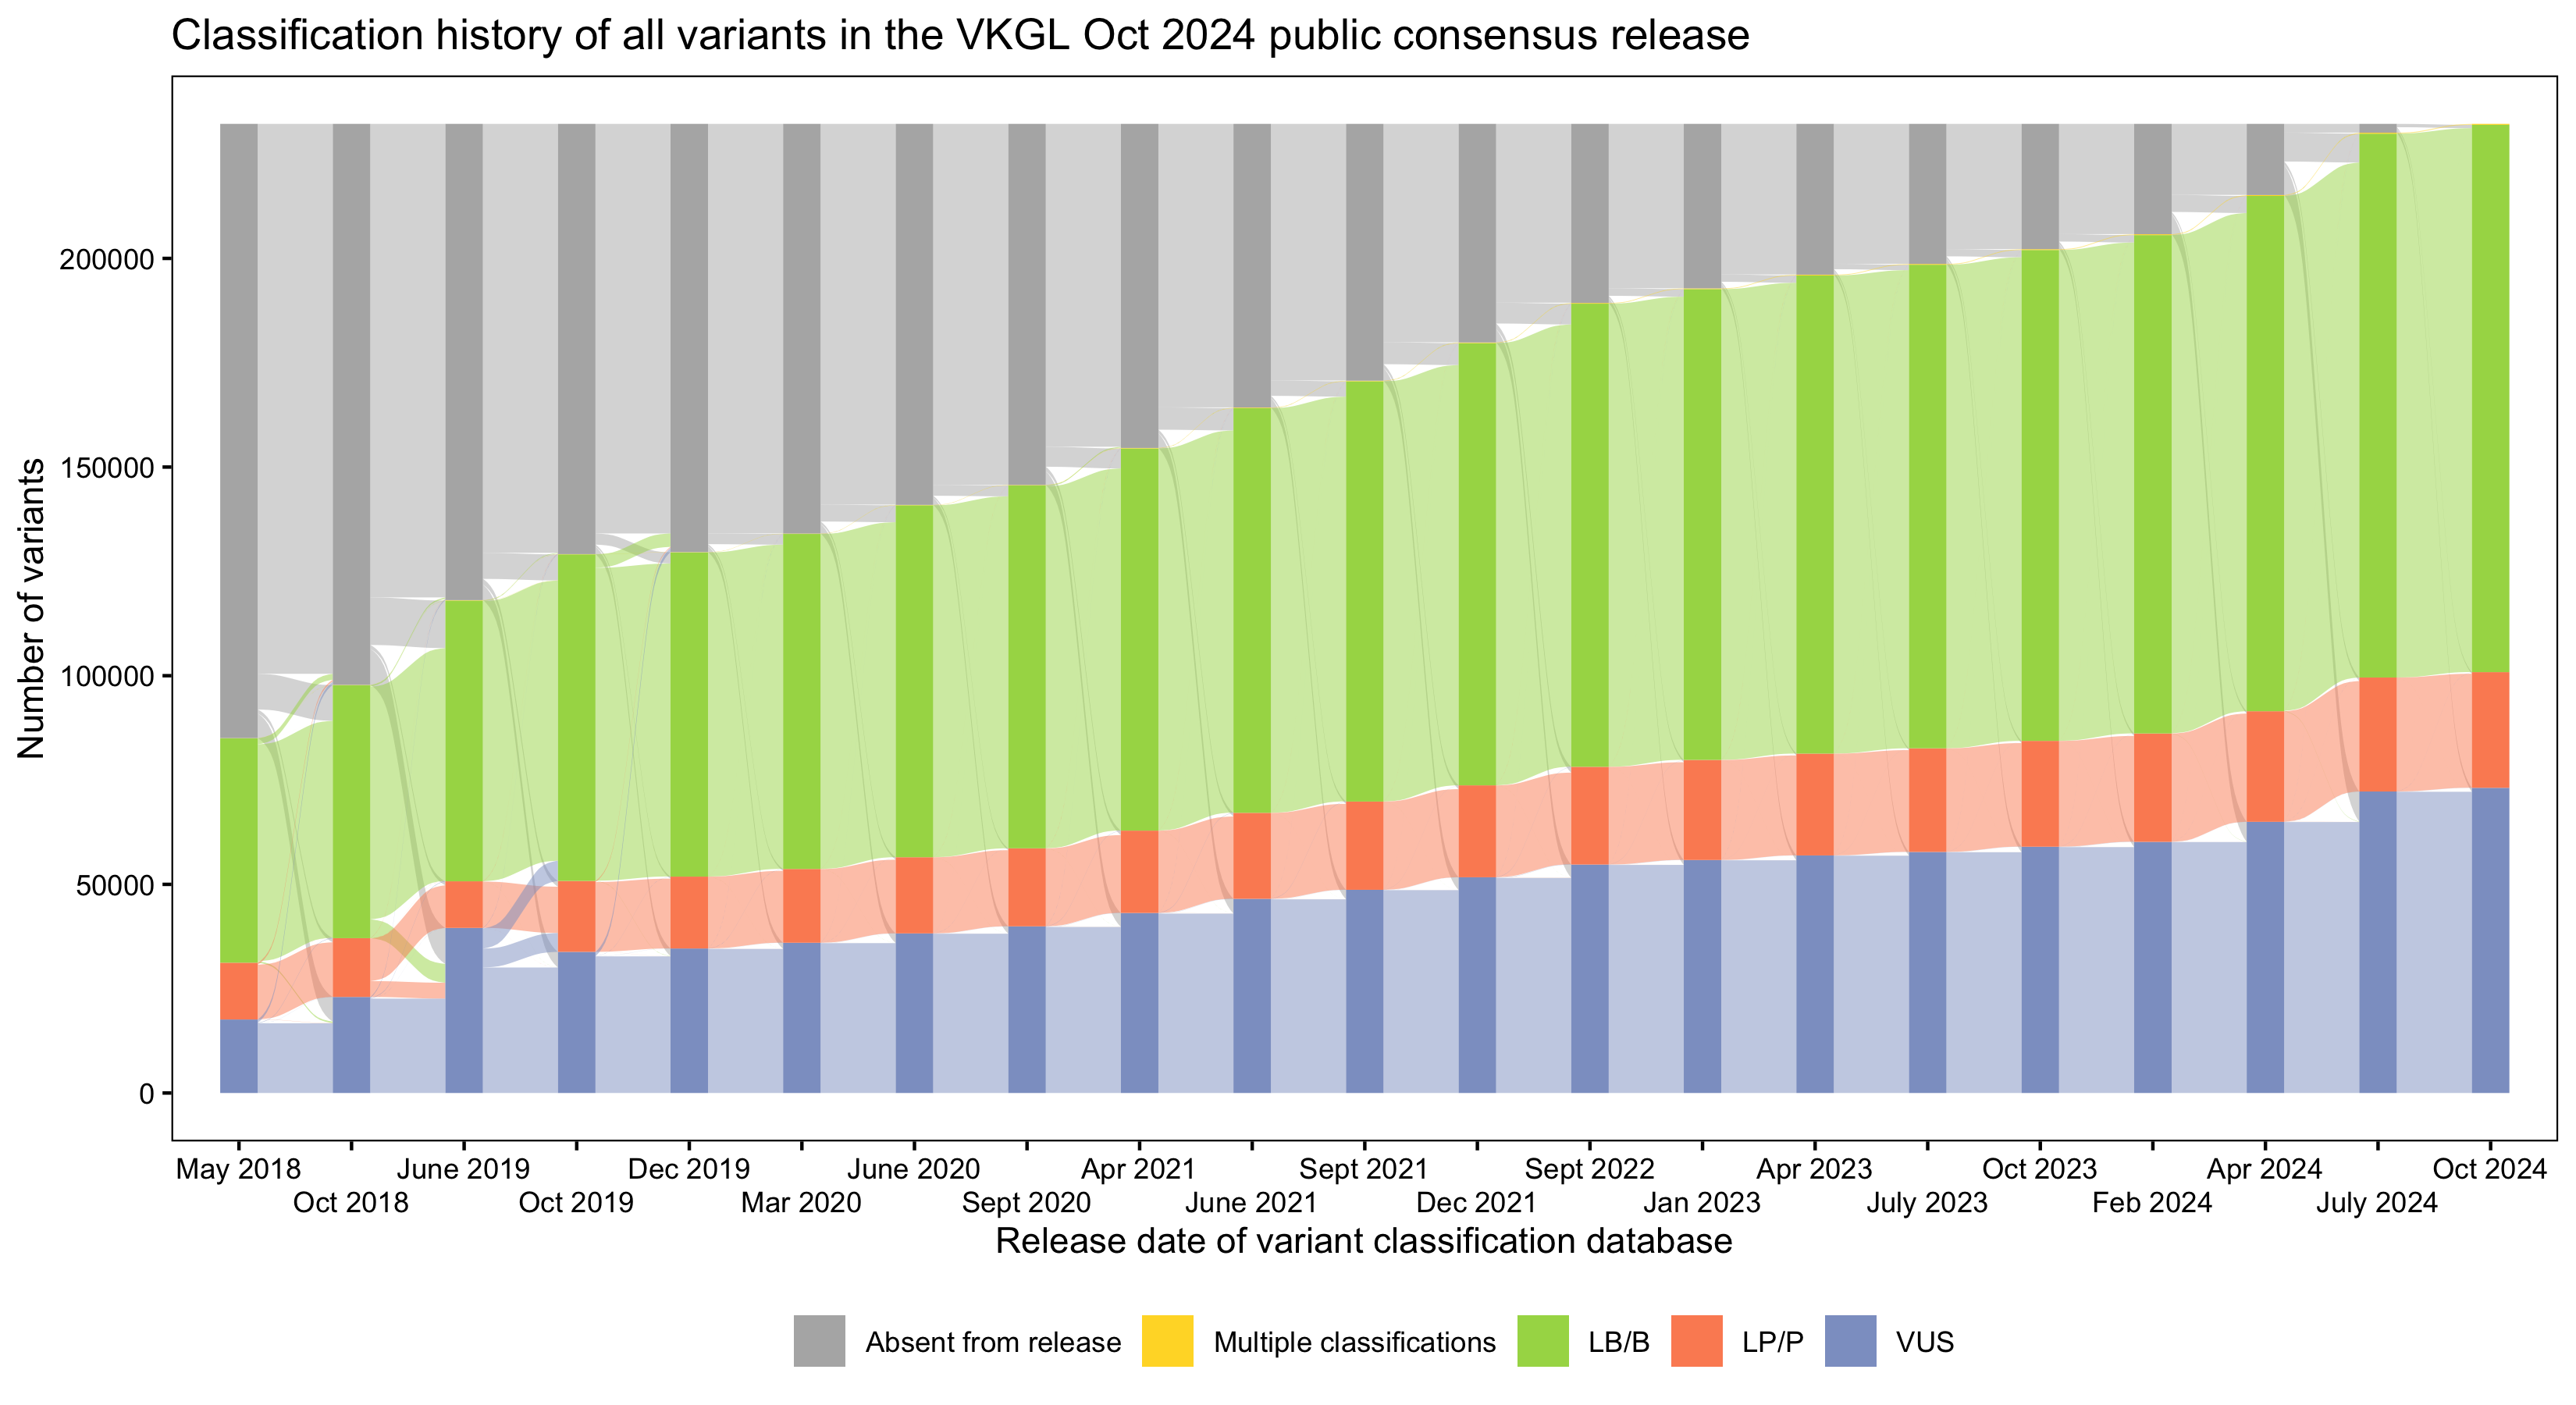 Classification history of all variants in the VKGL Oct 2024 public consensus release
Number of variants
200000
150000
100000
50000
0
May 2018 June 2019 Dec 2019 June 2020 Apr 2021 Sept 2021 Sept 2022 Apr 2023 Oct 2023 Apr 2024 Oct 2024
Oct 2018 Oct 2019 Mar 2020 Sept 2020 June 2021 Dec 2021 Jan 2023 July 2023 Feb 2024 July 2024
Release date of variant classification database
Absent from release Multiple classifications LB/B LP/P VUS